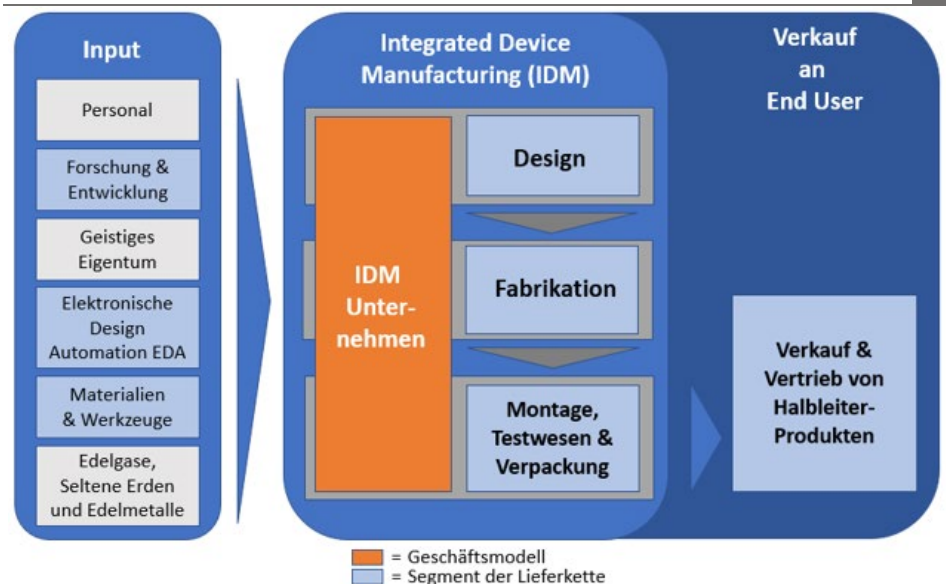 Input
Personal
Forschung &
Entwicklung
Geistiges
Eigentum
Elektronische
Design
Automation EDA
Materialien
& Werkzeuge
Edelgase,
Seltene Erden
und Edelmetalle
Integrated Device
Manufacturing (IDM)
IDM
Unter-
nehmen
Design
Fabrikation
Montage,
Testwesen &
Verpackung
Verkauf
an
End User
Verkauf &
Vertrieb von
Halbleiter-
Produkten
= Geschäftsmodell
= Segment der Lieferkette